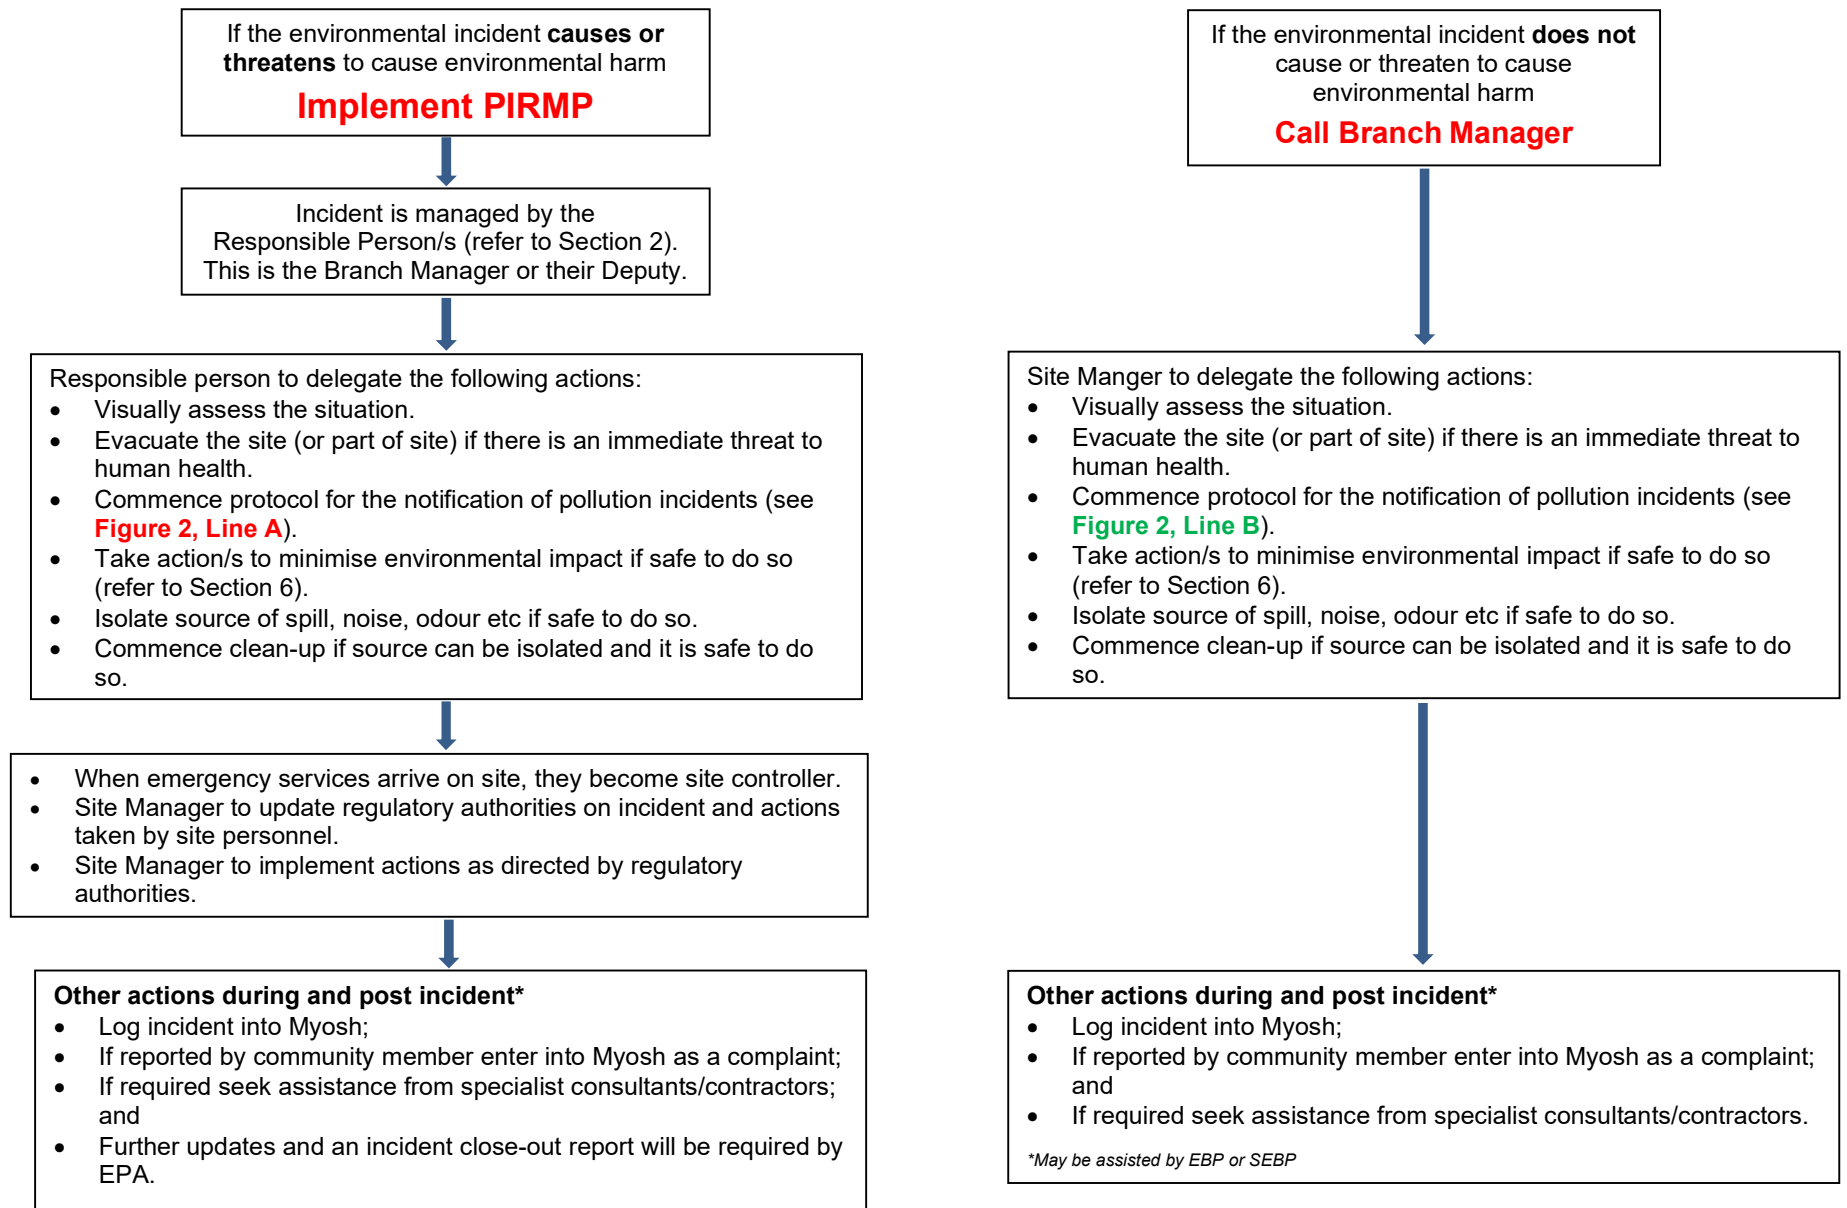 If the environmental incident causes or
threatens to cause environmental harm
Implement PIRMP
Incident is managed by the
Responsible Person/s (refer to Section 2).
This is the Branch Manager or their Deputy.
Responsible person to delegate the following actions:
• Visually assess the situation.
• Evacuate the site (or part of site) if there is an immediate threat to
human health.
• Commence protocol for the notification of pollution incidents (see
Figure 2, Line A).
• Take action/s to minimise environmental impact if safe to do so
(refer to Section 6).
• Isolate source of spill, noise, odour etc if safe to do so.
• Commence clean-up if source can be isolated and it is safe to do
so.
• When emergency services arrive on site, they become site controller.
• Site Manager to update regulatory authorities on incident and actions
taken by site personnel.
• Site Manager to implement actions as directed by regulatory
authorities.
Other actions during and post incident*
• Log incident into Myosh;
• If reported by community member enter into Myosh as a complaint;
• If required seek assistance from specialist consultants/contractors;
and
• Further updates and an incident close-out report will be required by
EPA.
If the environmental incident does not
cause or threaten to cause
environmental harm
Call Branch Manager
Site Manger to delegate the following actions:
• Visually assess the situation.
• Evacuate the site (or part of site) if there is an immediate threat to
human health.
• Commence protocol for the notification of pollution incidents (see
Figure 2, Line B).
• Take action/s to minimise environmental impact if safe to do so
(refer to Section 6).
• Isolate source of spill, noise, odour etc if safe to do so.
• Commence clean-up if source can be isolated and it is safe to do
so.
Other actions during and post incident*
• Log incident into Myosh;
• If reported by community member enter into Myosh as a complaint;
and
• If required seek assistance from specialist consultants/contractors.
*May be assisted by EBP or SEBP